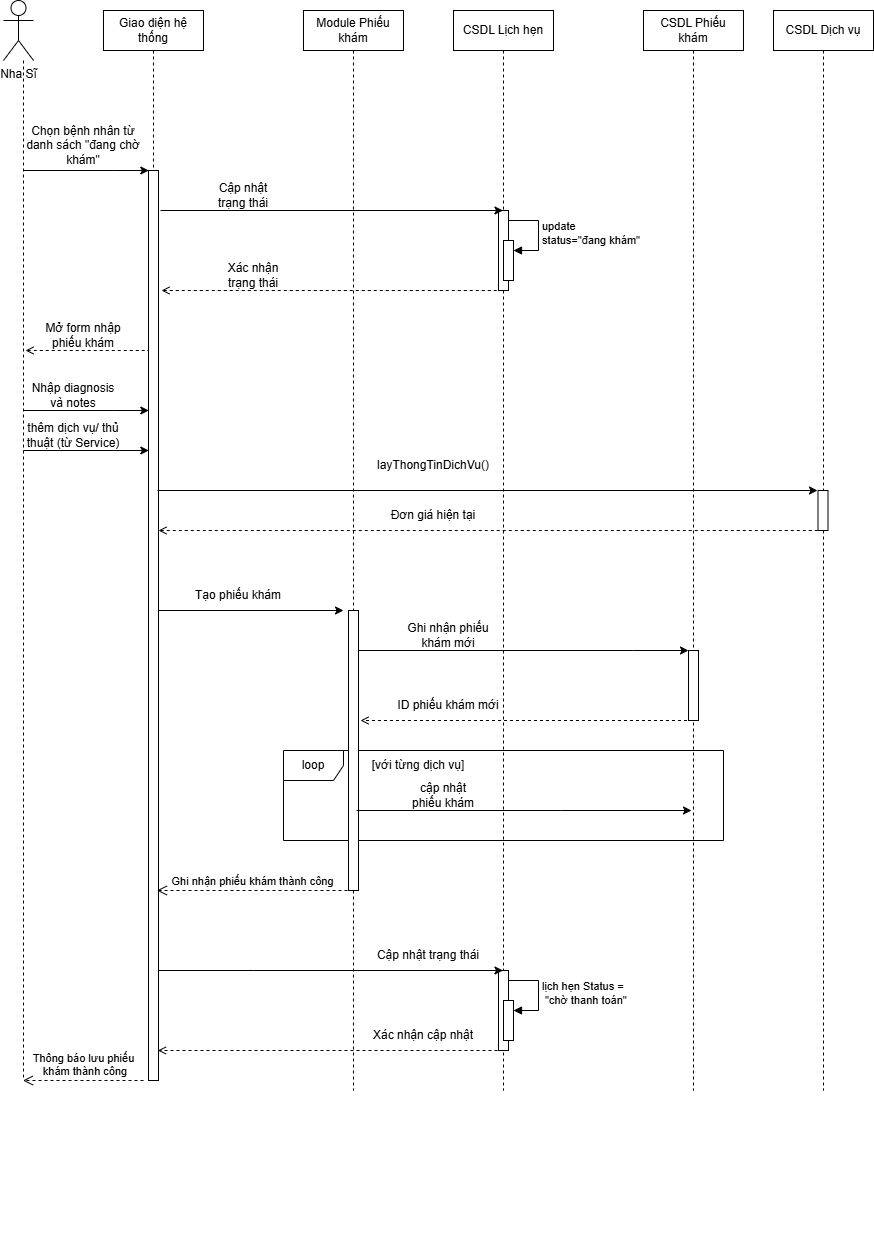 Giao diện hệ
thống
Module Phiếu
khám
CSDL Lịch hẹn
CSDL Phiếu
khám
CSDL Dịch vụ
Nha Sĩ
Chọn bệnh nhân từ
danh sách "đang chờ
khám"
Cập nhật
trạng thái
update
status="đang khám"
Xác nhận
trạng thái
Mở form nhập
phiếu khám
Nhập diagnosis
và notes
thêm dịch vụ/ thủ
thuật (từ Service)
layThongTinDichVu()
Đơn giá hiện tại
Tạo phiếu khám
Ghi nhận phiếu
khám mới
ID phiếu khám mới
loop
[với từng dịch vụ]
cập nhật
phiếu khám
Ghi nhận phiếu khám thành công
Cập nhật trạng thái
lịch hẹn Status =
"chờ thanh toán"
Xác nhận cập nhật
Thông báo lưu phiếu
khám thành công